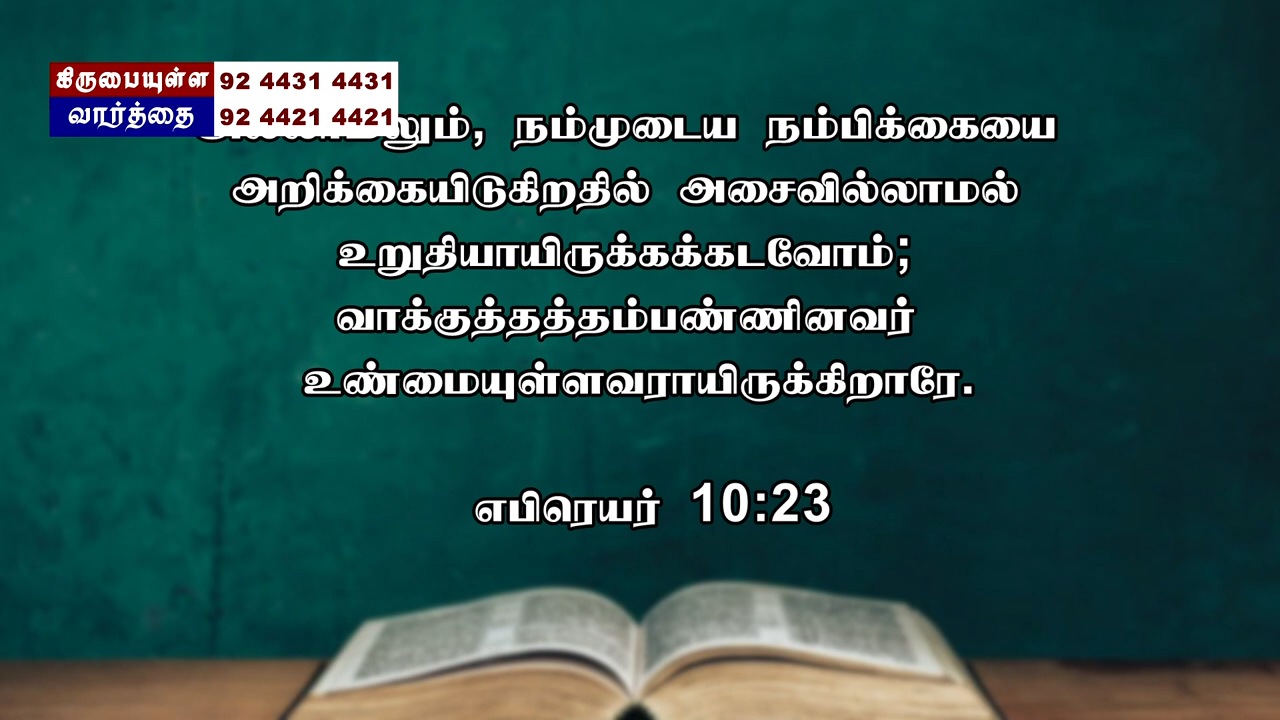 கிருபையுள்ள 92 4431 4431
வார்த்தை 92 4421 4421
நம்முடைய நம்பிக்கையை
அறிக்கையிடுகிறதில் அசைவில்லாமல்
உறுதியாயிருக்கக்கடவோம்;
வாக்குத்தத்தம்பண்ணினவர்
உண்மையுள்ளவராயிருக்கிறாரே.
எபிரெயர் 10:23